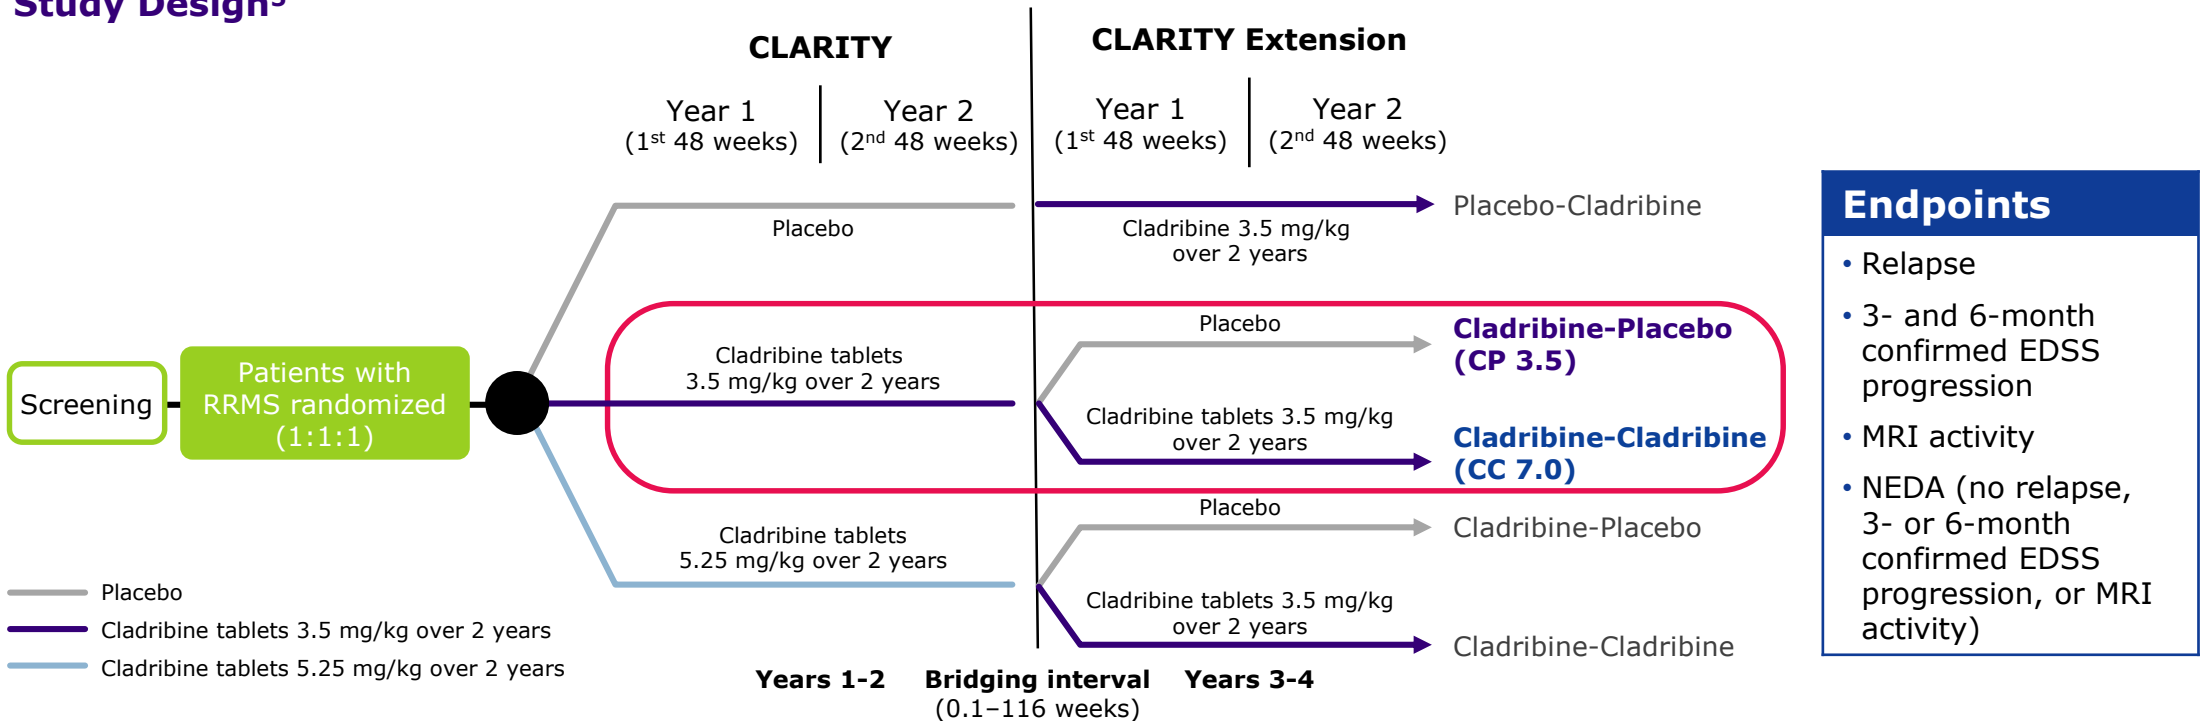 Study Design³
CLARITY
CLARITY Extension
Year 1
(1st 48 weeks)
Year 2
(2nd 48 weeks)
Year 1
(1st 48 weeks)
Year 2
(2nd 48 weeks)
Placebo
Cladribine 3.5 mg/kg
over 2 years
Placebo-Cladribine
Screening
Patients with
RRMS randomized
(1:1:1)
Cladribine tablets
3.5 mg/kg over 2 years
Placebo
Cladribine-Placebo
(CP 3.5)
Cladribine tablets 3.5 mg/kg
over 2 years
Cladribine-Cladribine
(CC 7.0)
Cladribine tablets
5.25 mg/kg over 2 years
Placebo
Cladribine-Placebo
Cladribine tablets 3.5 mg/kg
over 2 years
Cladribine-Cladribine
Placebo
Cladribine tablets 3.5 mg/kg over 2 years
Cladribine tablets 5.25 mg/kg over 2 years
Years 1-2
Bridging interval
(0.1–116 weeks)
Years 3-4
Endpoints
• Relapse
• 3- and 6-month
confirmed EDSS
progression
• MRI activity
• NEDA (no relapse,
3- or 6-month
confirmed EDSS
progression, or MRI
activity)